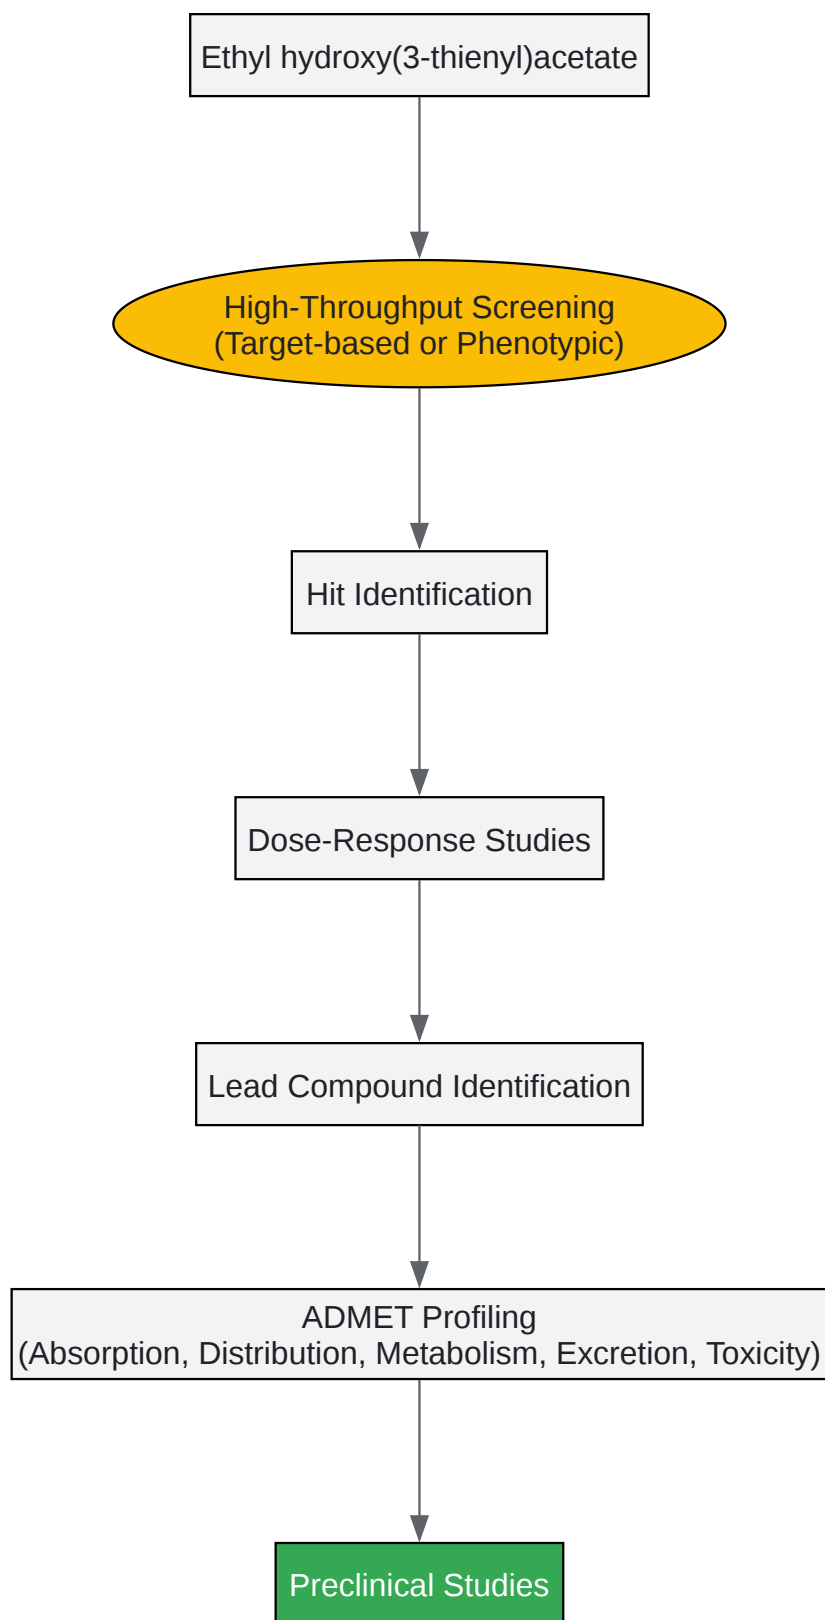 Ethyl hydroxy(3-thienyl)acetate
High-Throughput Screening
(Target-based or Phenotypic)
Hit Identification
Dose-Response Studies
Lead Compound Identification
ADMET Profiling
(Absorption, Distribution, Metabolism, Excretion, Toxicity)
Preclinical Studies